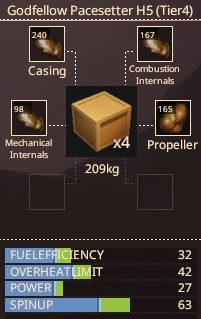 Godfellow Pacesetter H5 (Tier4)
240
167
Casing
Combustion
Internals
98
165
x4
Mechanical
Internals
Propeller
209kg
FUELEFFICIENCY 32
OVERHEATLIMIT 42
POWER 27
SPINUP 63